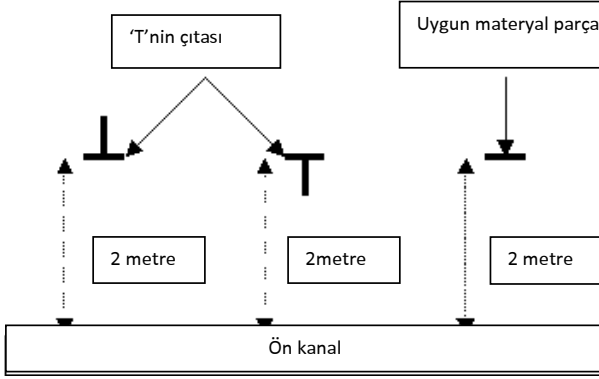 ‘T’nin çıtası
Uygun materyal parça
2 metre
2metre
2 metre
Ön kanal